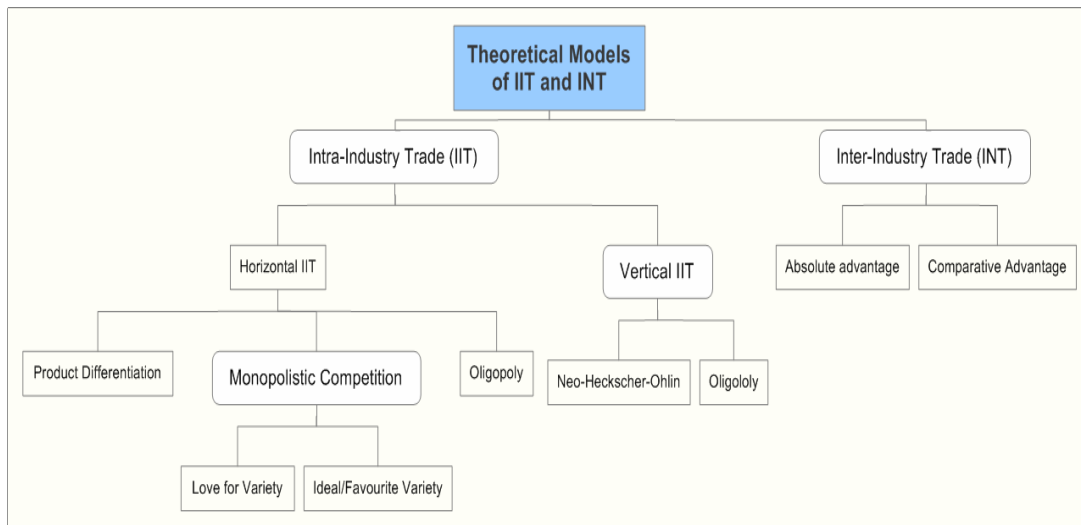 Theoretical Models
of IIT and INT
Intra-Industry Trade (IIT)
Inter-Industry Trade (INT)
Horizontal IIT
Vertical IIT
Absolute advantage
Comparative Advantage
Product Differentiation
Monopolistic Competition
Oligopoly
Neo-Heckscher-Ohlin
Oligololy
Love for Variety
Ideal/Favourite Variety